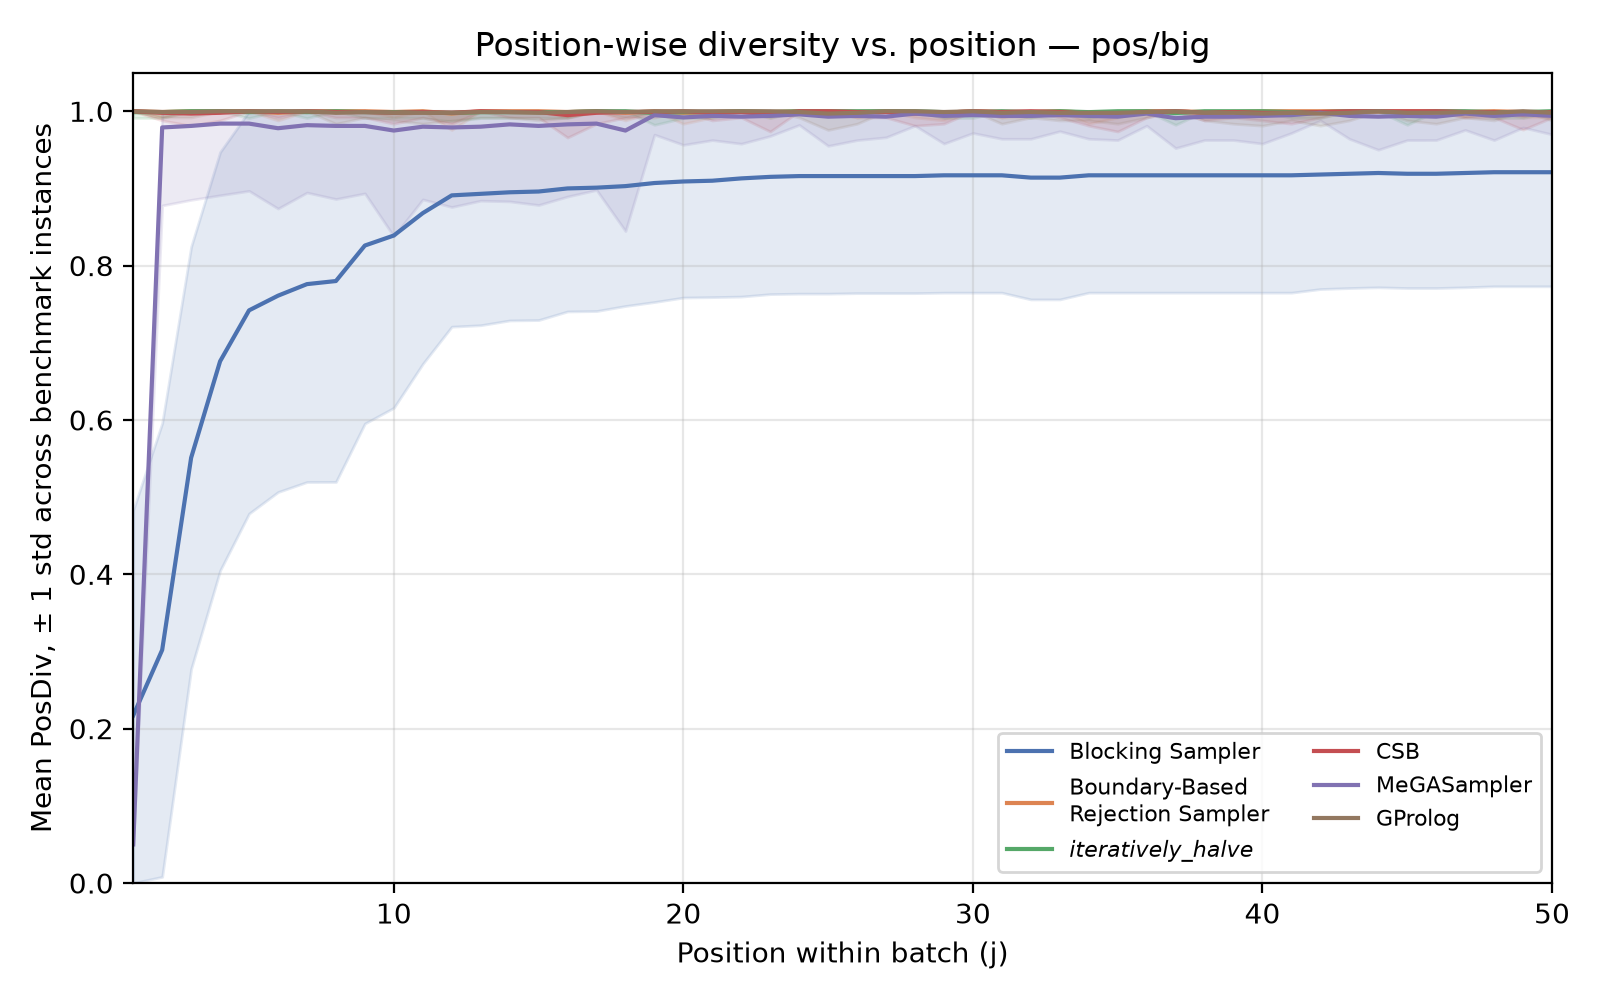 Position-wise diversity vs. position — pos/big
Mean PosDiv, ± 1 std across benchmark instances
1.0
0.8
0.6
0.4
0.2
0.0
10
20
30
40
50
Position within batch (j)
Blocking Sampler
Boundary-Based
Rejection Sampler
iteratively_halve
CSB
MeGASampler
GProlog